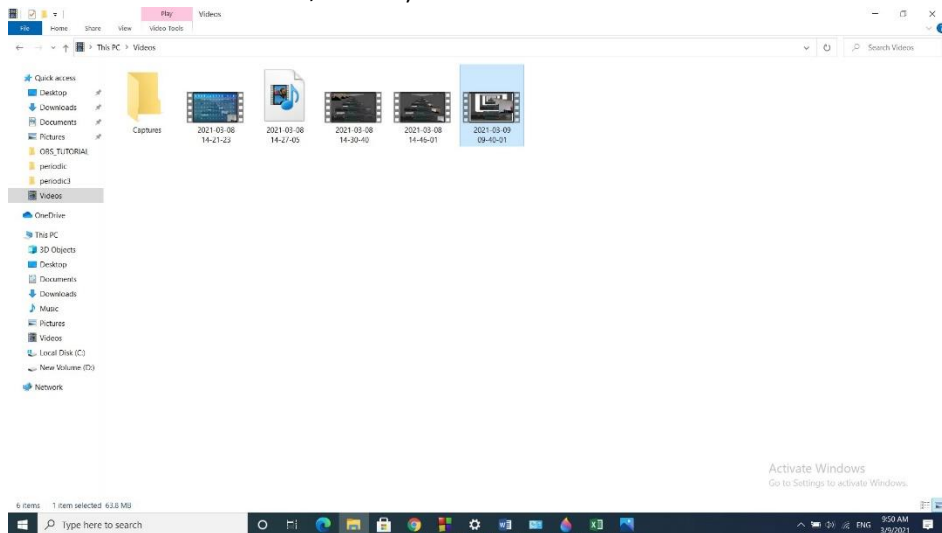 Play Videos
File Home Share View Video Tools
This PC > Videos
Search Videos
Quick access
Desktop
Downloads
Documents
Pictures
OBS_TUTORIAL
periodic
periodic3
Videos
OneDrive
This PC
3D Objects
Desktop
Documents
Downloads
Music
Pictures
Videos
Local Disk (C:)
New Volume (D:)
Network
Captures
2021-03-08
14-21-23
2021-03-08
14-27-05
2021-03-08
14-30-40
2021-03-08
14-46-01
2021-03-09
09-40-01
Activate Windows
Go to Settings to activate Windows.
6 items 1 item selected 63.8 MB
Type here to search
ENG
9:50 AM
3/9/2021